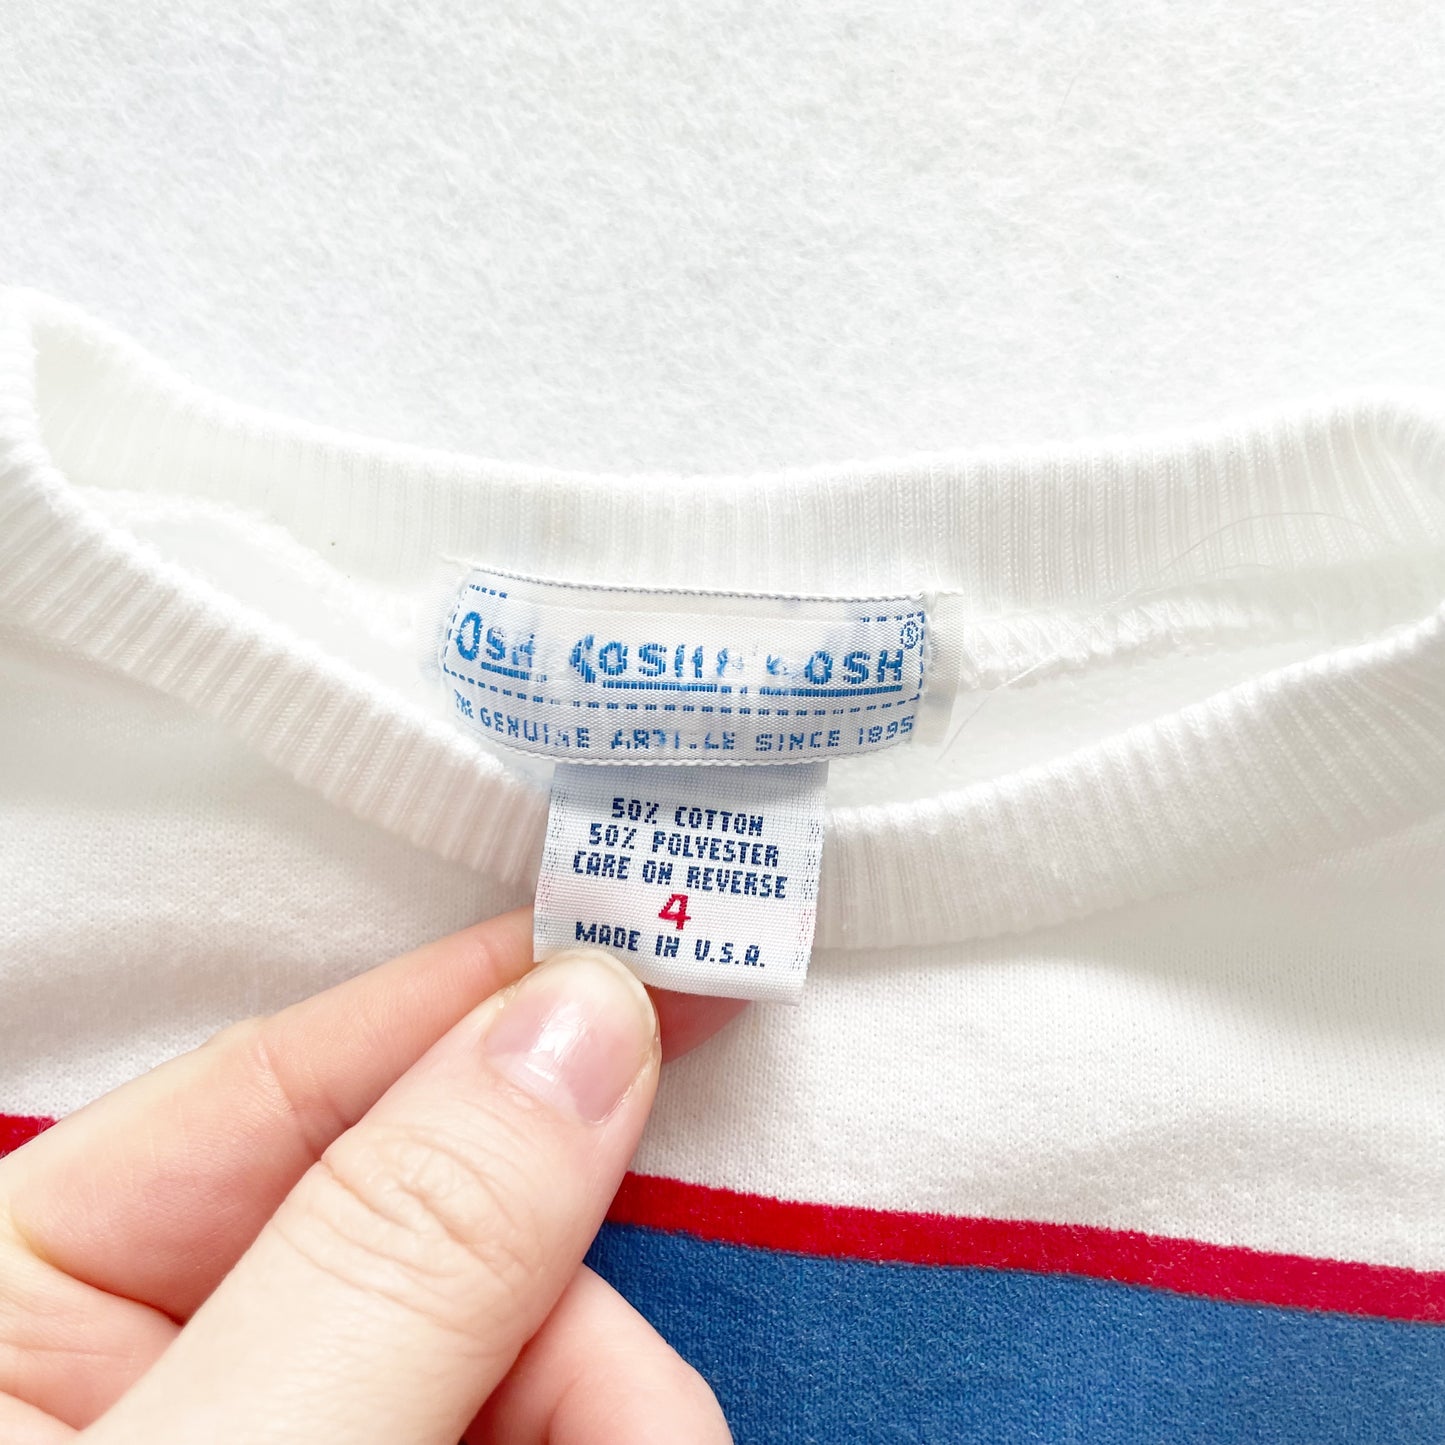 OSH KOSH B'GOSH®
THE GENUINE ARTICLE SINCE 1895
50% COTTON
50% POLYESTER
CARE ON REVERSE
4
MADE IN U.S.A.